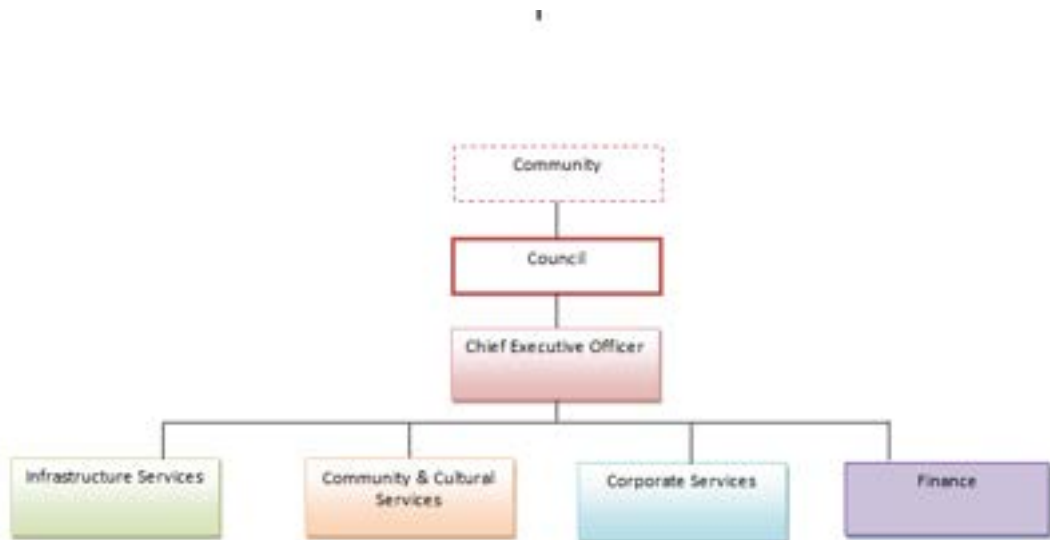 Community
Council
Chief Executive Officer
Infrastructure Services
Community & Cultural
Services
Corporate Services
Finance